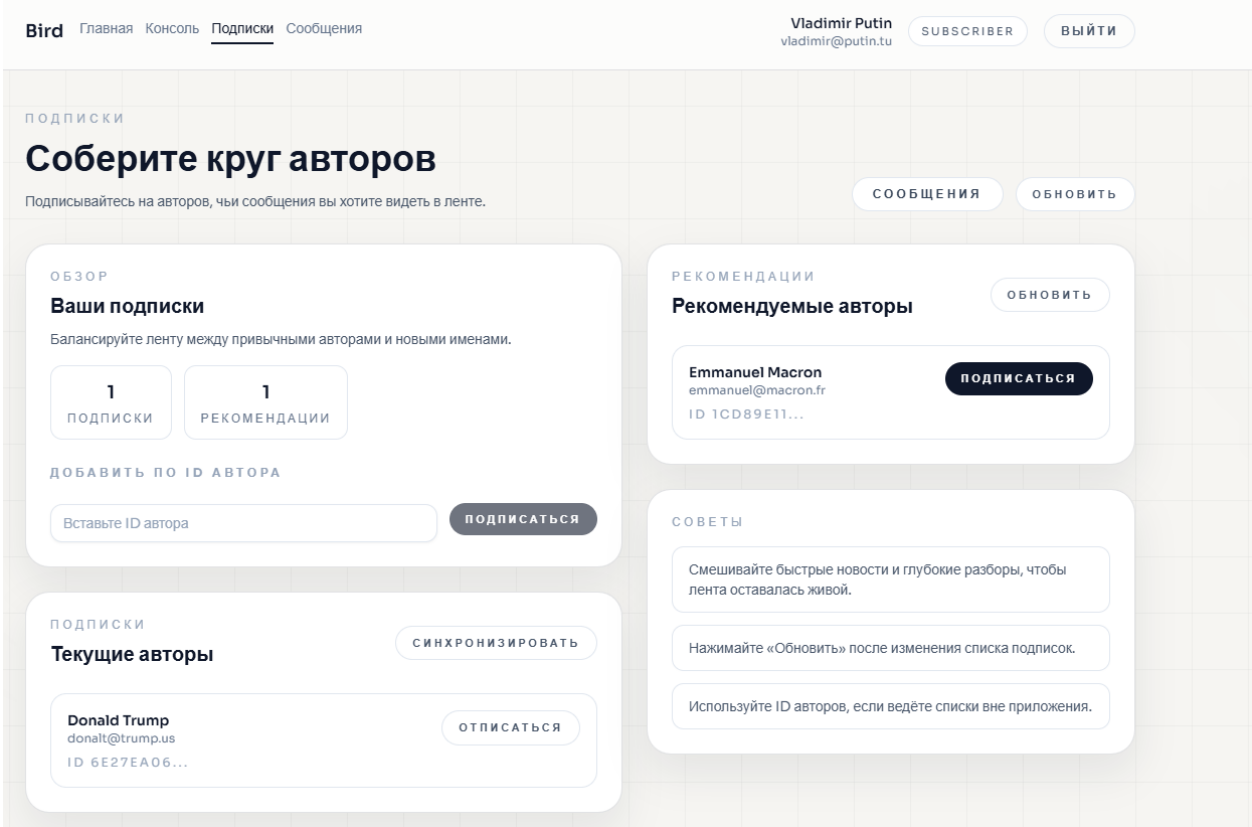 Bird Главная Консоль Подписки Сообщения
Vladimir Putin
vladimir@putin.tu
SUBSCRIBER
ВЫЙТИ
ПОДПИСКИ
Соберите круг авторов
Подписывайтесь на авторов, чьи сообщения вы хотите видеть в ленте.
СООБЩЕНИЯ
ОБНОВИТЬ
ОБЗОР
Ваши подписки
Балансируйте ленту между привычными авторами и новыми именами.
1
ПОДПИСКИ
1
РЕКОМЕНДАЦИИ
ДОБАВИТЬ ПО ID АВТОРА
Вставьте ID автора
ПОДПИСАТЬСЯ
ПОДПИСКИ
Текущие авторы
СИНХРОНИЗИРОВАТЬ
Donald Trump
donalt@trump.us
ID 6E27EA06...
ОТПИСАТЬСЯ
РЕКОМЕНДАЦИИ
Рекомендуемые авторы
ОБНОВИТЬ
Emmanuel Macron
emmanuel@macron.fr
ID 1CD89E11...
ПОДПИСАТЬСЯ
СОВЕТЫ
Смешивайте быстрые новости и глубокие разборы, чтобы
лента оставалась живой.
Нажимайте «Обновить» после изменения списка подписок.
Используйте ID авторов, если ведёте списки вне приложения.